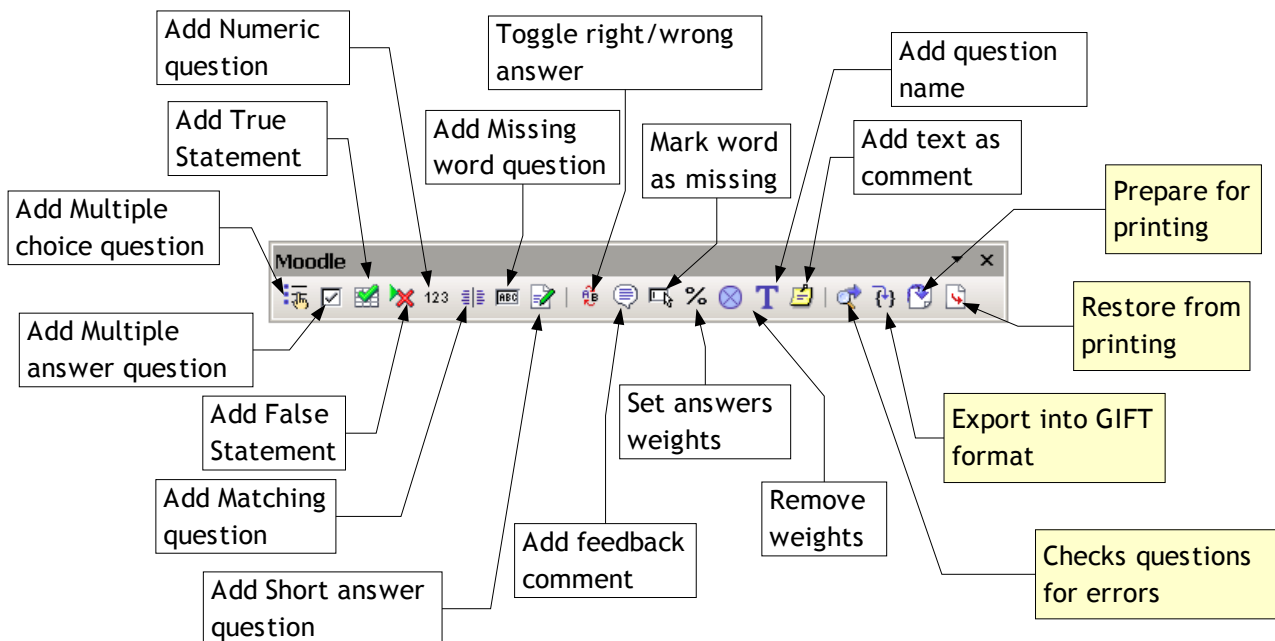 Add Numeric
question
Toggle right/wrong
answer
Add question
name
Add True
Statement
Add Missing
word question
Mark word
as missing
Add text as
comment
Prepare for
printing
Add Multiple
choice question
Moodle
123
ABC
A
B
%
T
{}
Restore from
printing
Add Multiple
answer question
Add False
Statement
Set answers
weights
Export into GIFT
format
Add Matching
question
Add feedback
comment
Remove
weights
Checks questions
for errors
Add Short answer
question